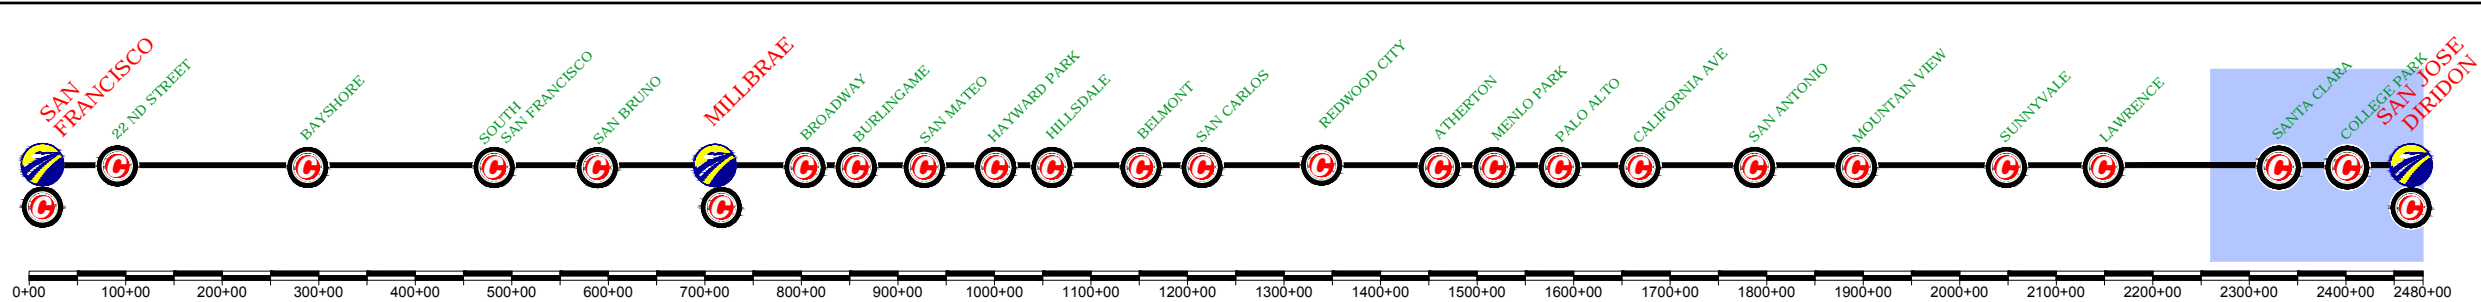 SAN
FRANCISCO
22 ND STREET
BAYSHORE
SOUTH
SAN FRANCISCO
SAN BRUNO
MILLBRAE
BROADWAY
BURLINGAME
SAN MATEO
HAYWARD PARK
HILLSDALE
BELMONT
SAN CARLOS
REDWOOD CITY
ATHERTON
MENLO PARK
PALO ALTO
CALIFORNIA AVE
SAN ANTONIO
MOUNTAIN VIEW
SUNNYVALE
LAWRENCE
SANTA CLARA
COLLEGE PARK
SAN JOSE
DIRIDON
C C C C C C C C C C C C C C C C C C C C C C
C C C
0+00 100+00 200+00 300+00 400+00 500+00 600+00 700+00 800+00 900+00 1000+00 1100+00 1200+00 1300+00 1400+00 1500+00 1600+00 1700+00 1800+00 1900+00 2000+00 2100+00 2200+00 2300+00 2400+00 2480+00